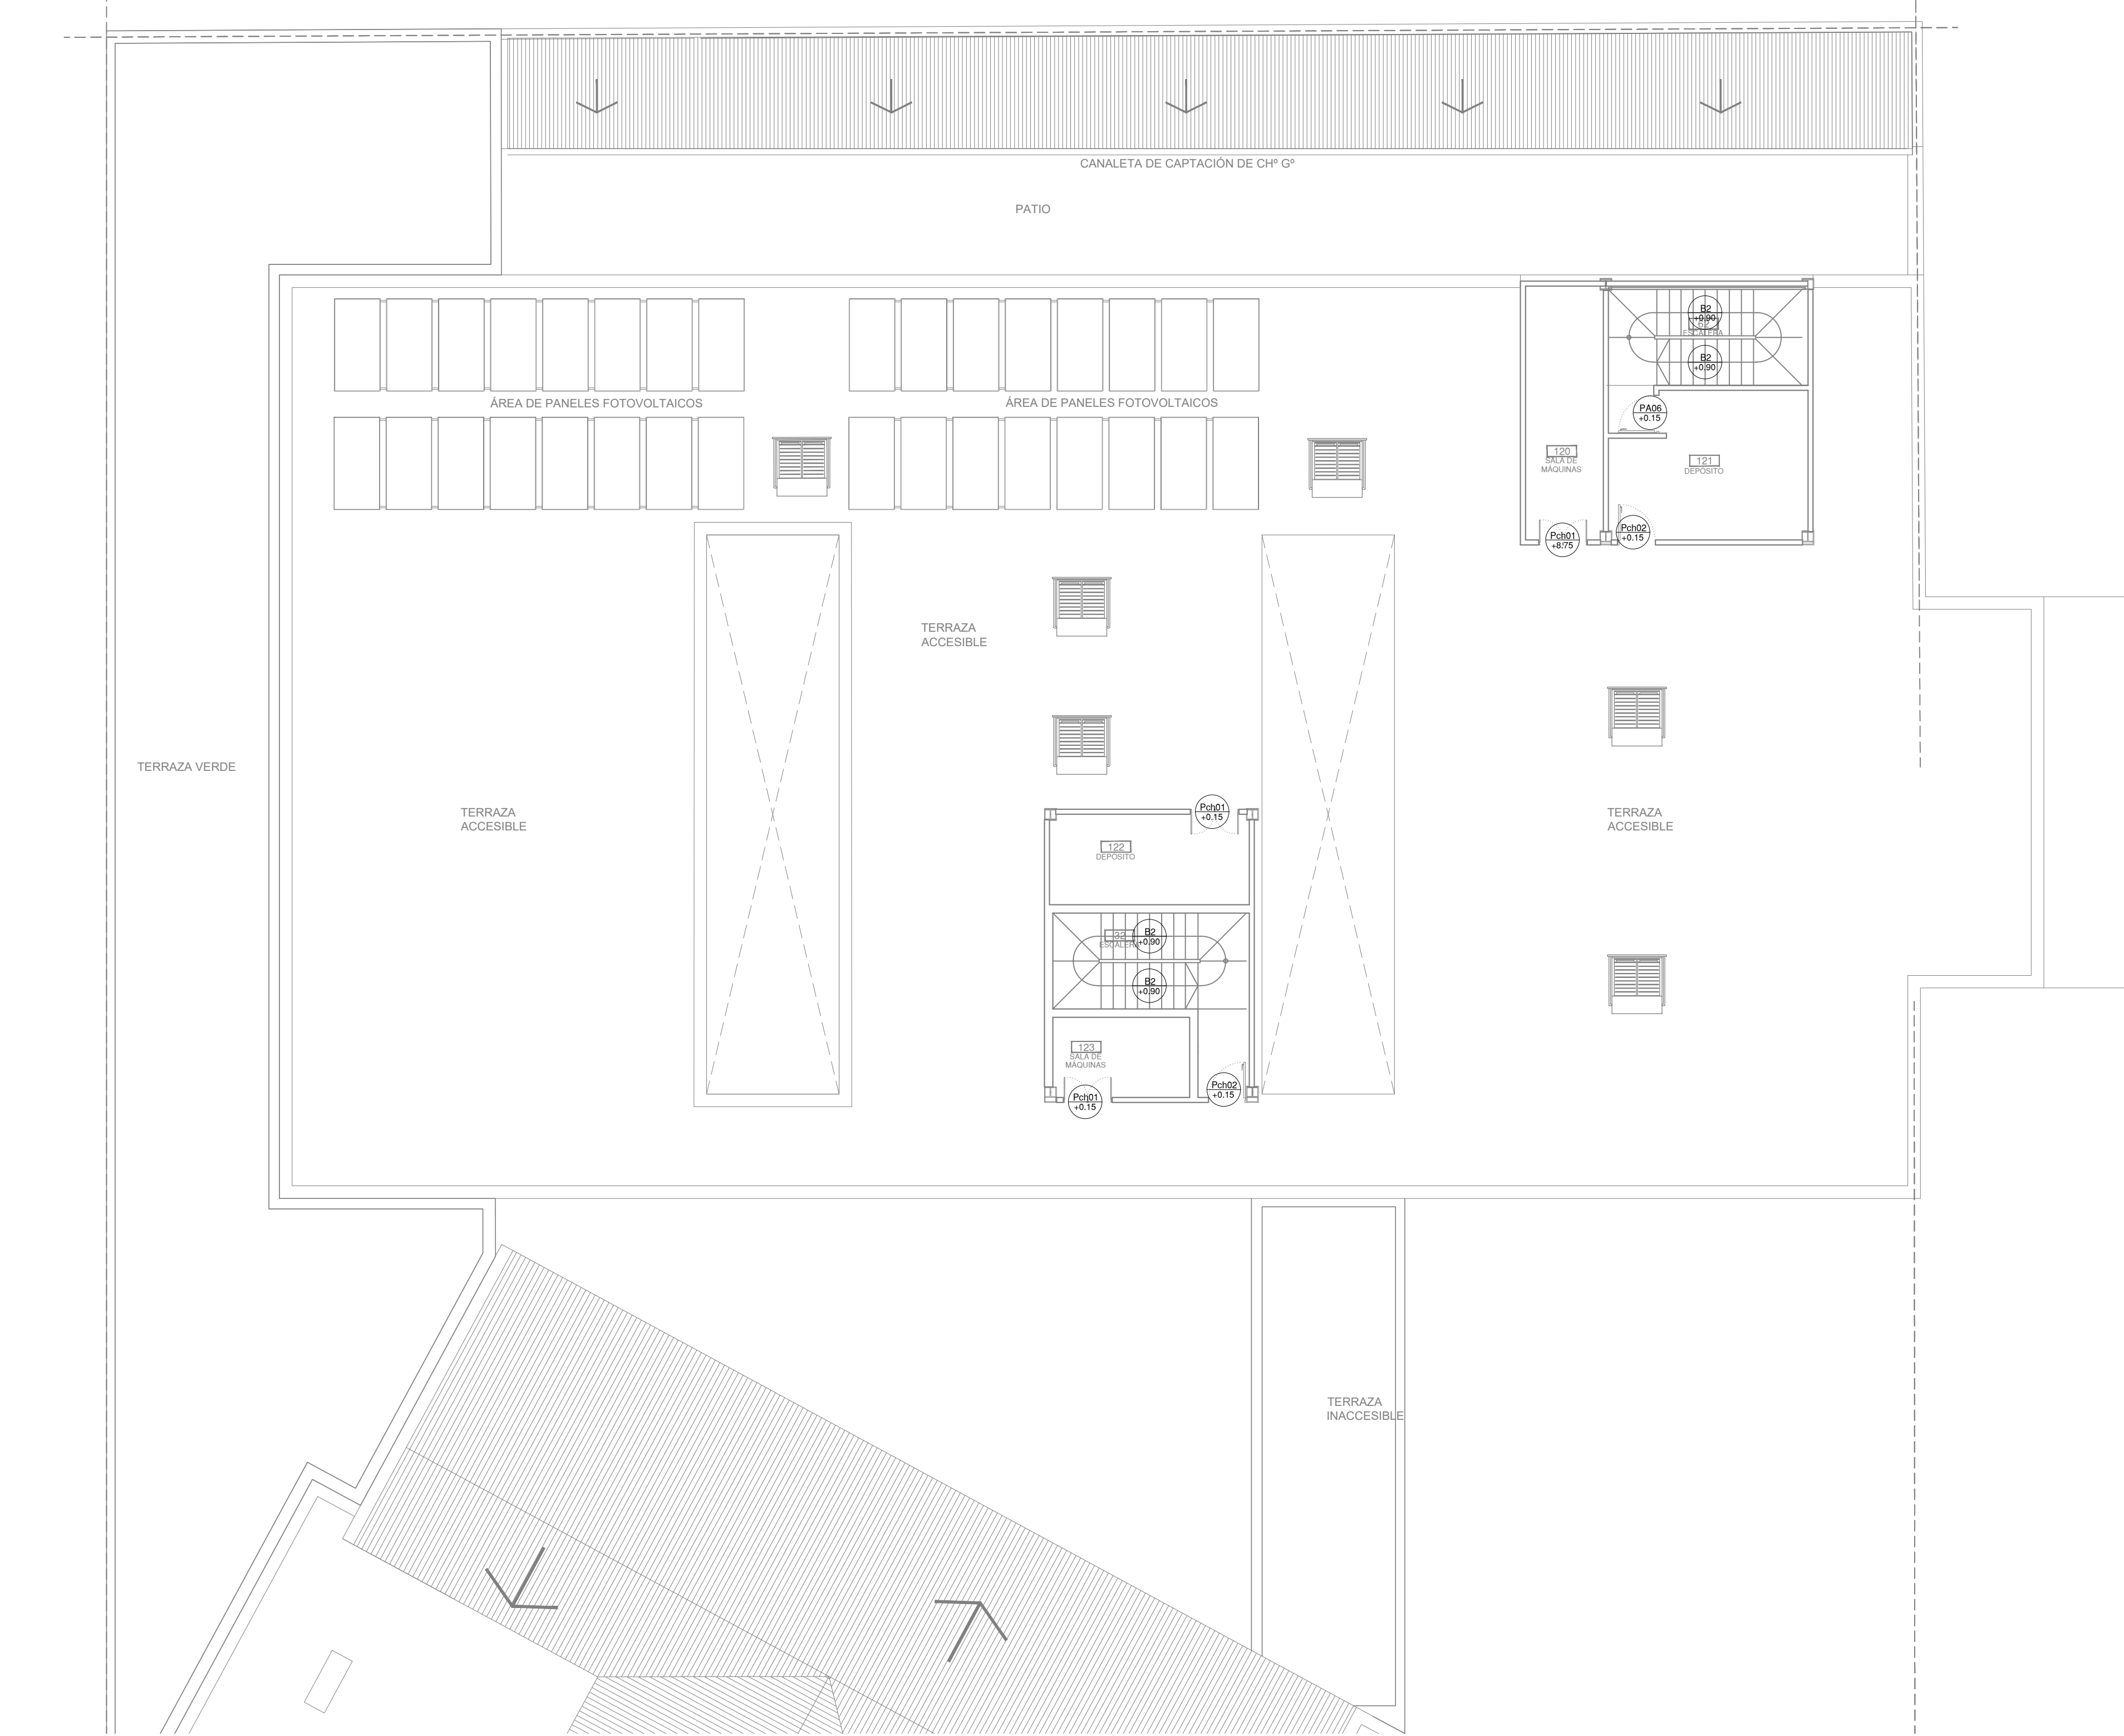 CANALETA DE CAPTACIÓN DE CHº Gº
PATIO
B2
+0.90
ESCALERA
B2
+0.90
ÁREA DE PANELES FOTOVOLTAICOS
ÁREA DE PANELES FOTOVOLTAICOS
PA06
+0.15
120
SALA DE
MÁQUINAS
121
DEPÓSITO
Pch01
+8.75
Pch02
+0.15
TERRAZA
ACCESIBLE
TERRAZA VERDE
TERRAZA
ACCESIBLE
Pch01
+0.15
TERRAZA
ACCESIBLE
122
DEPÓSITO
32
ESCALERA
B2
+0.90
B2
+0.90
123
SALA DE
MÁQUINAS
Pch01
+0.15
Pch02
+0.15
TERRAZA
INACCESIBLE